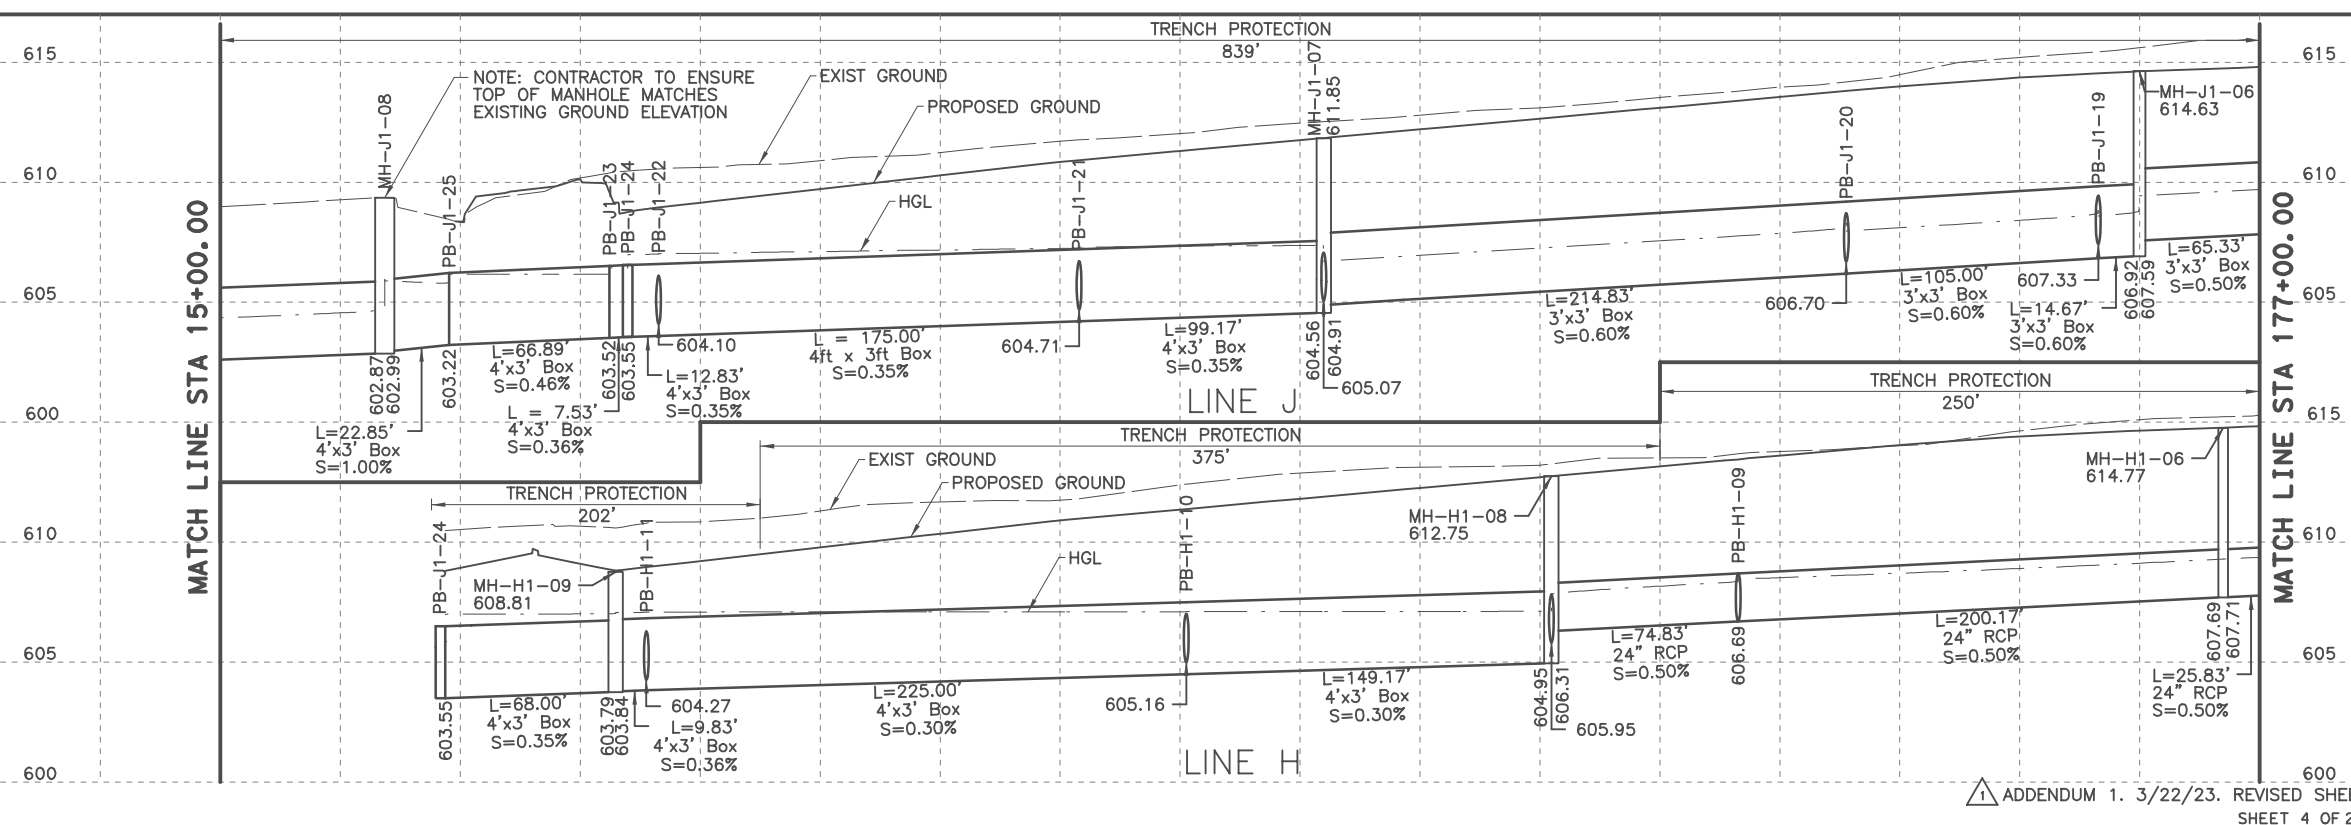 TRENCH PROTECTION
839'
615
615
NOTE: CONTRACTOR TO ENSURE
TOP OF MANHOLE MATCHES
EXISTING GROUND ELEVATION
EXIST GROUND
PROPOSED GROUND
HGL
MH-J1-08
PB-J1-25
PB-J1-23
PB-J1-24
PB-J1-22
PB-J1-21
MH-J1-07
611.85
PB-J1-20
PB-J1-19
MH-J1-06
614.63
610
610
605
605
600
615
MATCH LINE STA 15+00.00
MATCH LINE STA 177+00.00
602.87
602.99
603.22
L=22.85'
4'x3' Box
S=1.00%
L=66.89'
4'x3' Box
S=0.46%
603.52
603.55
L = 7.53'
4'x3' Box
S=0.36%
604.10
L=12.83'
4'x3' Box
S=0.35%
L = 175.00'
4ft x 3ft Box
S=0.35%
604.71
L=99.17'
4'x3' Box
S=0.35%
604.56
604.91
605.07
L=214.83'
3'x3' Box
S=0.60%
606.70
L=105.00'
3'x3' Box
S=0.60%
607.33
L=14.67'
3'x3' Box
S=0.60%
606.92
607.59
L=65.33'
3'x3' Box
S=0.50%
LINE J
TRENCH PROTECTION
250'
TRENCH PROTECTION
375'
TRENCH PROTECTION
202'
EXIST GROUND
PROPOSED GROUND
HGL
PB-J1-24
MH-H1-09
608.81
PB-H1-11
PB-H1-10
MH-H1-08
612.75
PB-H1-09
MH-H1-06
614.77
610
610
605
605
600
600
603.55
L=68.00'
4'x3' Box
S=0.35%
603.79
603.84
604.27
L=9.83'
4'x3' Box
S=0.36%
L=225.00'
4'x3' Box
S=0.30%
605.16
L=149.17'
4'x3' Box
S=0.30%
604.95
606.31
605.95
L=74.83'
24" RCP
S=0.50%
606.69
L=200.17'
24" RCP
S=0.50%
607.69
607.71
L=25.83'
24" RCP
S=0.50%
LINE H
1 ADDENDUM 1. 3/22/23. REVISED SHEE
SHEET 4 OF 2